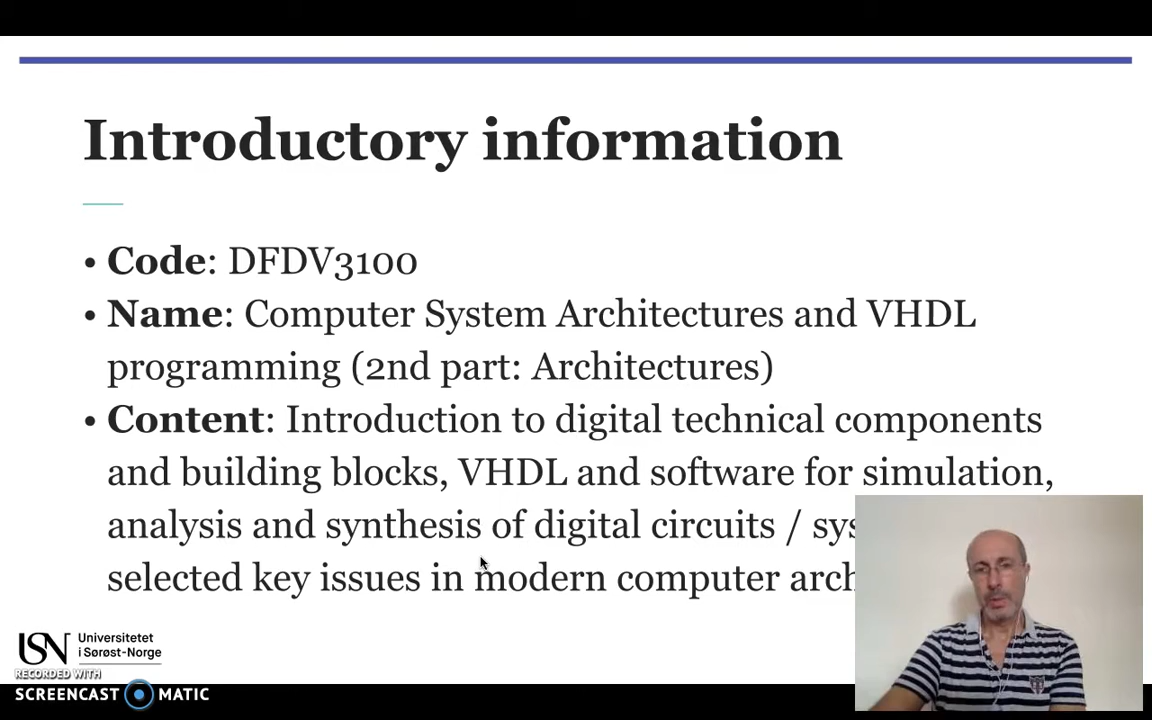 Introductory information
• Code: DFDV3100
• Name: Computer System Architectures and VHDL
programming (2nd part: Architectures)
• Content: Introduction to digital technical components
and building blocks, VHDL and software for simulation,
analysis and synthesis of digital circuits /
selected key issues in modern computer
USN Universitetet
i Sørøst-Norge
RECORDED WITH
SCREENCAST MATIC